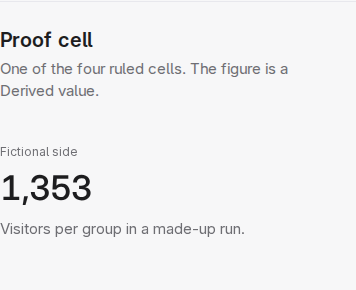 Proof cell
One of the four ruled cells. The figure is a
Derived value.
Fictional side
1,353
Visitors per group in a made-up run.